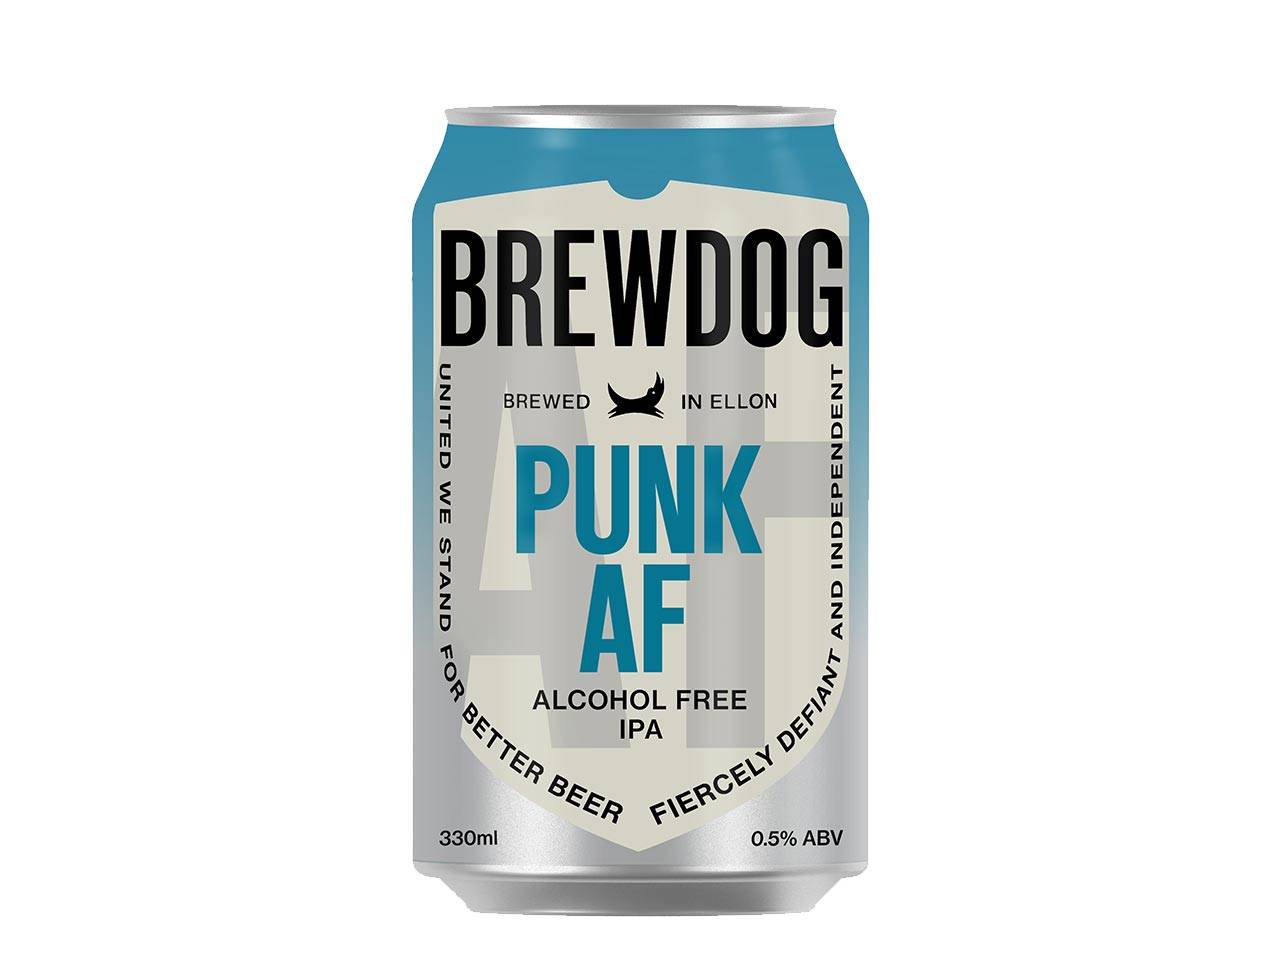 BREWDOG
BREWED IN ELLON
PUNK
AF
ALCOHOL FREE
IPA
UNITED WE STAND FOR BETTER BEER
FIERCELY DEFIANT AND INDEPENDENT
330ml
0.5% ABV
AF